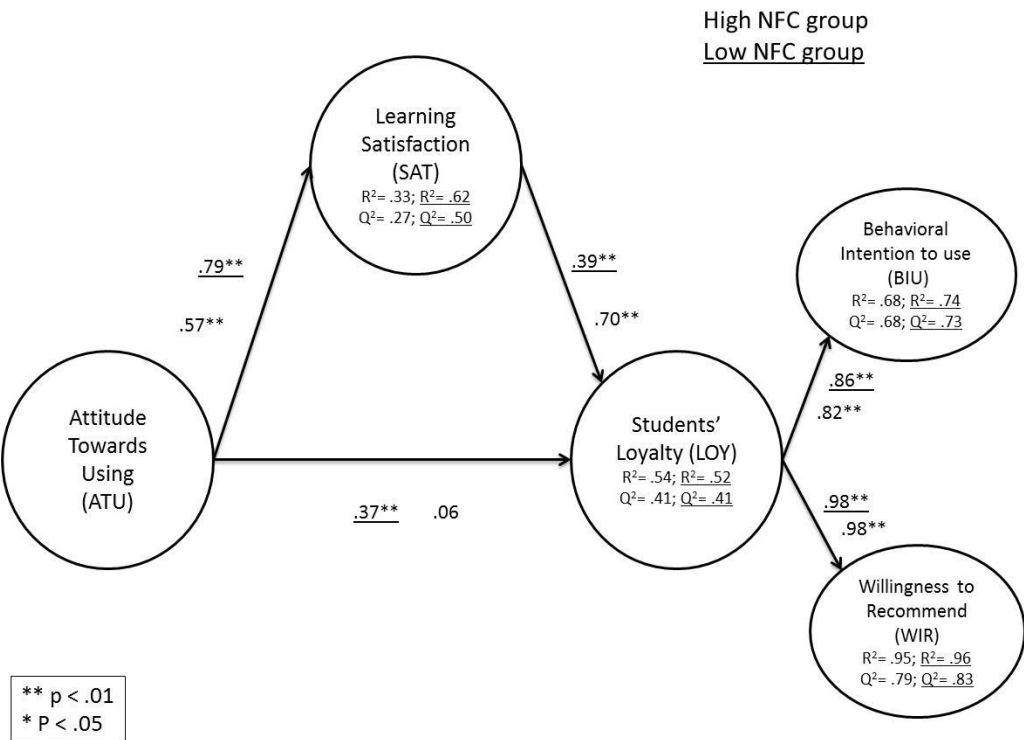 High NFC group
Low NFC group
Learning
Satisfaction
(SAT)
R²= .33; R²= .62
Q²= .27; Q²= .50
.79**
.57**
.39**
.70**
Behavioral
Intention to use
(BIU)
R²= .68; R²= .74
Q²= .68; Q²= .73
Attitude
Towards
Using
(ATU)
Students’
Loyalty (LOY)
R²= .54; R²= .52
Q²= .41; Q²= .41
.86**
.82**
.37** .06
.98**
.98**
Willingness to
Recommend
(WIR)
R²= .95; R²= .96
Q²= .79; Q²= .83
** p < .01
* P < .05